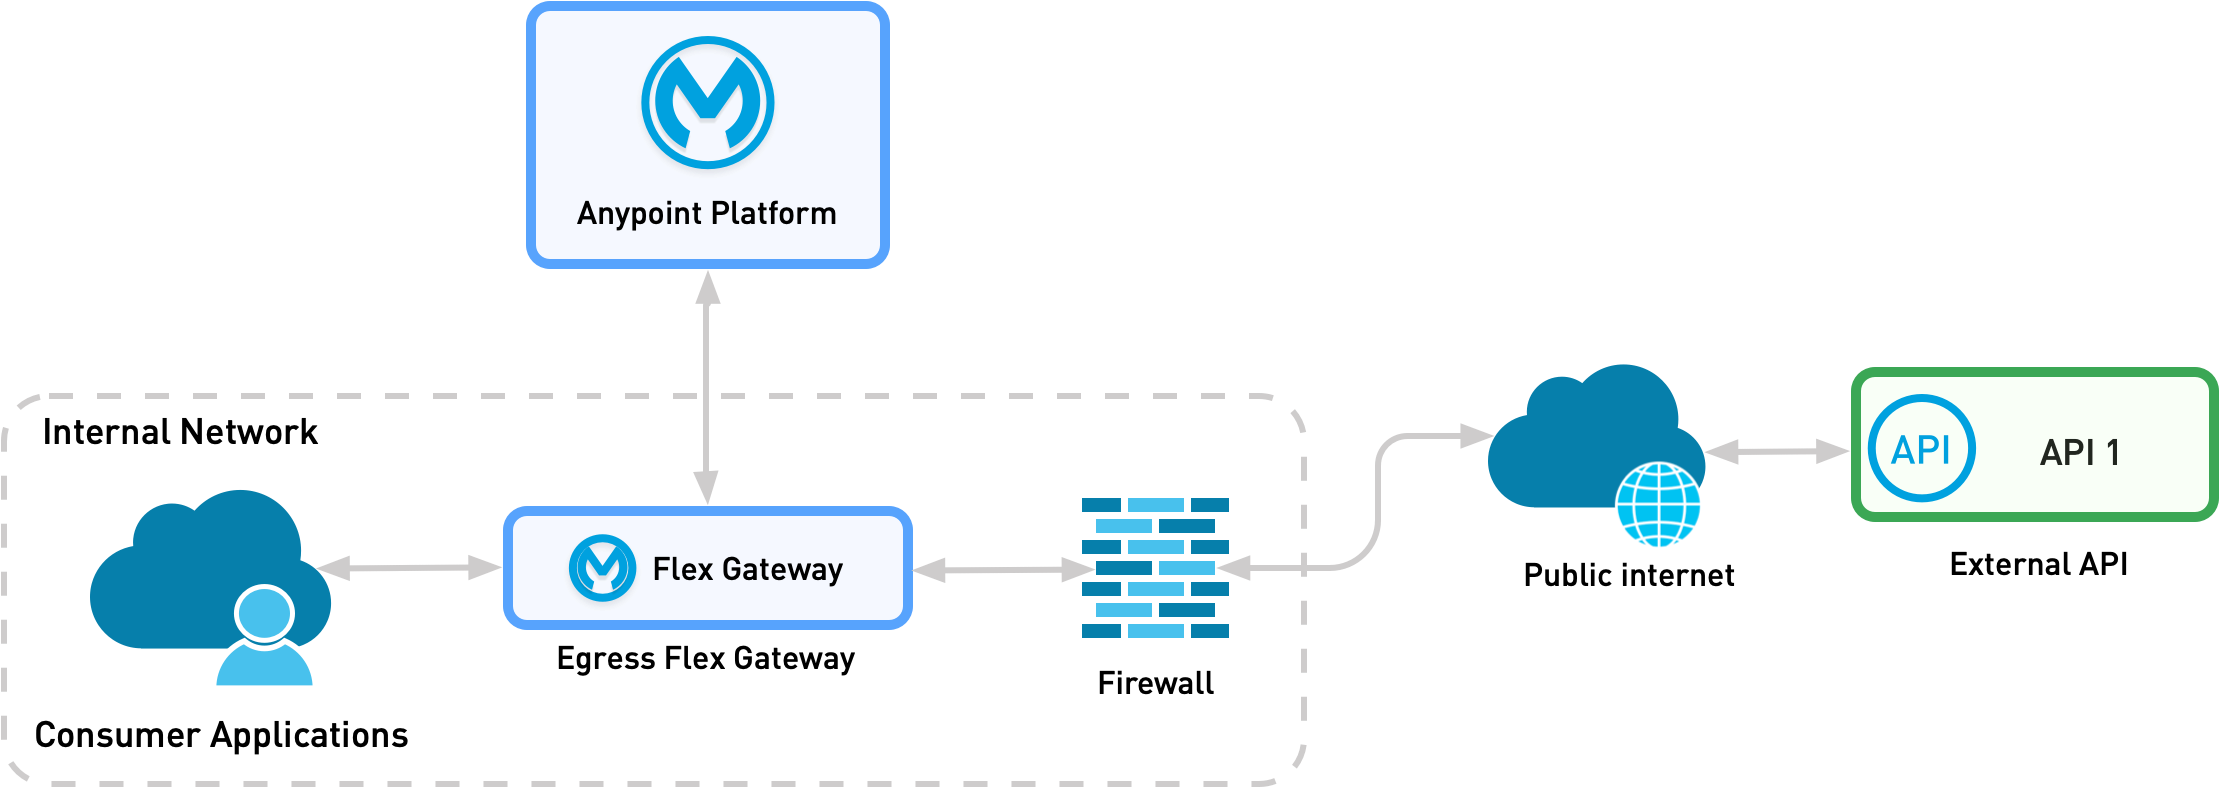 Anypoint Platform
Internal Network
Flex Gateway
Egress Flex Gateway
Consumer Applications
Firewall
Public internet
API
API 1
External API